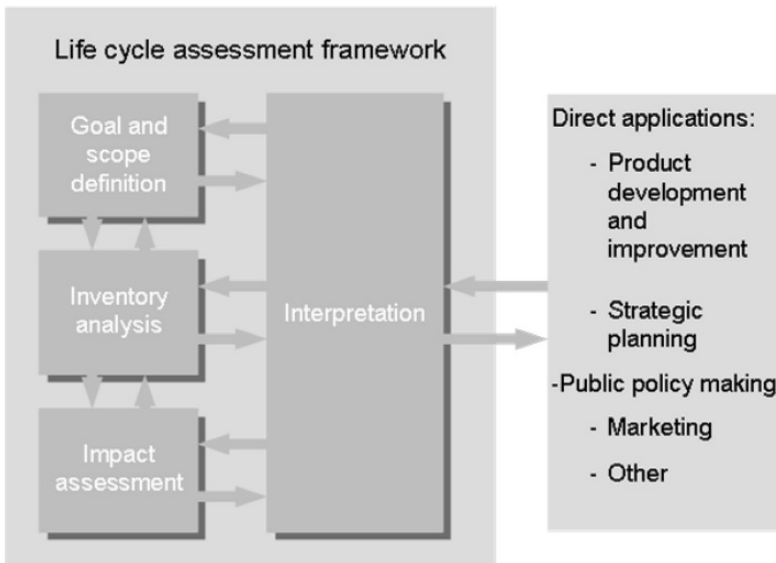 Life cycle assessment framework
Goal and
scope
definition
Inventory
analysis
Impact
assessment
Interpretation
Direct applications:
- Product
development
and
improvement
- Strategic
planning
-Public policy making
- Marketing
- Other